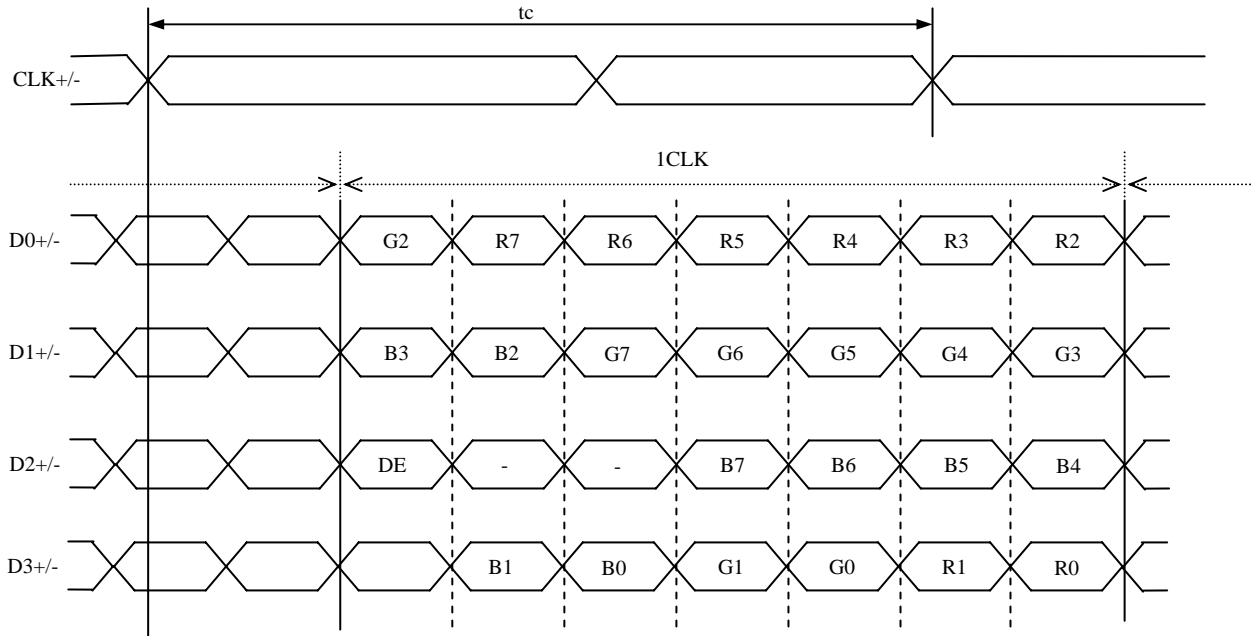 tc
CLK+/-
1CLK
D0+/- G2 R7 R6 R5 R4 R3 R2
D1+/- B3 B2 G7 G6 G5 G4 G3
D2+/- DE - - B7 B6 B5 B4
D3+/- B1 B0 G1 G0 R1 R0